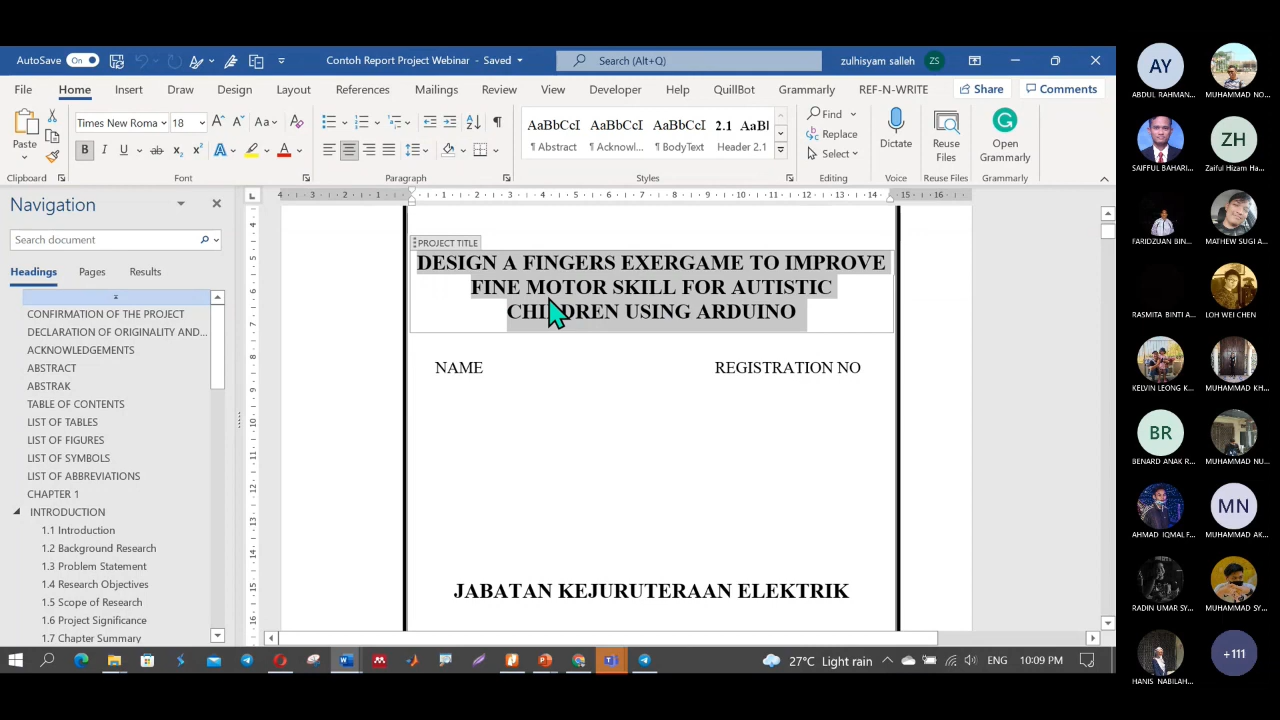 AutoSave On
Contoh Report Project Webinar - Saved
Search (Alt+Q)
zulhisyam salleh
ZS
File Home Insert Draw Design Layout References Mailings Review View Developer Help QuillBot Grammarly REF-N-WRITE Share Comments
Paste
Times New Roma 18
Aa
B I U ab x₂ x² A A
Clipboard Font Paragraph Styles Editing Voice Reuse Files Grammarly
AaBbCcI AaBbCcI AaBbCcI 2.1 AaBl
¶ Abstract ¶ Acknowl... ¶ BodyText Header 2.1
Find
Replace
Select
Dictate
Reuse
Files
Open
Grammarly
Navigation
Search document
Headings Pages Results
CONFIRMATION OF THE PROJECT
DECLARATION OF ORIGINALITY AND...
ACKNOWLEDGEMENTS
ABSTRACT
ABSTRAK
TABLE OF CONTENTS
LIST OF TABLES
LIST OF FIGURES
LIST OF SYMBOLS
LIST OF ABBREVIATIONS
CHAPTER 1
INTRODUCTION
1.1 Introduction
1.2 Background Research
1.3 Problem Statement
1.4 Research Objectives
1.5 Scope of Research
1.6 Project Significance
1.7 Chapter Summary
PROJECT TITLE
DESIGN A FINGERS EXERGAME TO IMPROVE
FINE MOTOR SKILL FOR AUTISTIC
CHILDREN USING ARDUINO
NAME REGISTRATION NO
JABATAN KEJURUTERAAN ELEKTRIK
27°C Light rain
ENG
10:09 PM
AY
ABDUL RAHMAN...
MUHAMMAD NO...
SAIFFUL BAHARI...
ZH
Zaiful Hizam Ha...
FARIDZUAN BIN...
MATHEW SUGI A...
RASMITA BINTI A...
LOH WEI CHEN
KELVIN LEONG K...
MUHAMMAD KH...
BR
BENARD ANAK R...
MUHAMMAD NU...
AHMAD IQMAL F...
MN
MUHAMMAD AK...
RADIN UMAR SY...
MUHAMMAD SY...
HANIS NABILAH...
+111